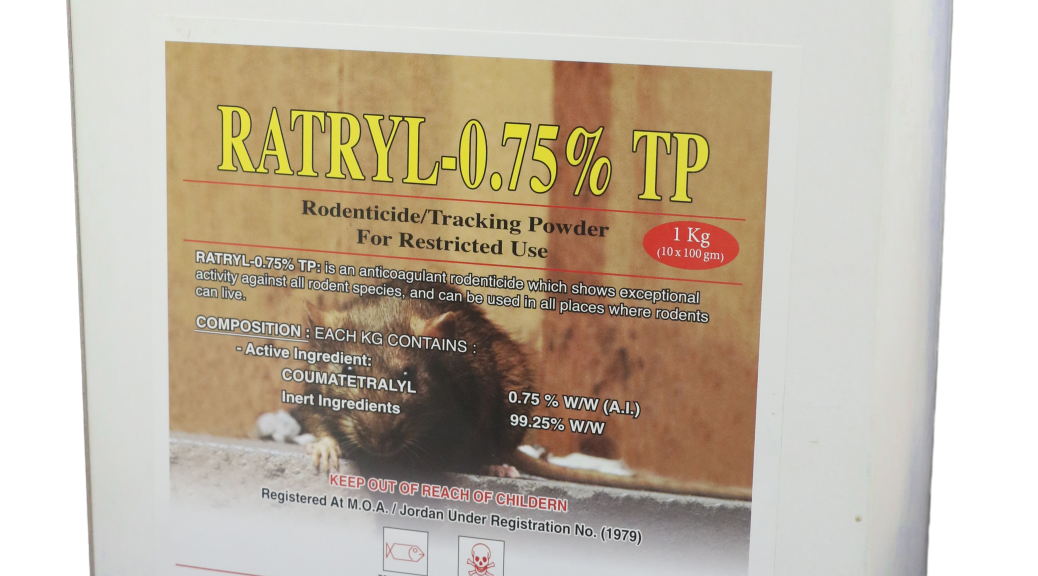 RATRYL-0.75% TP
Rodenticide/Tracking Powder
For Restricted Use
1 Kg
(10 x 100 gm)
RATRYL-0.75% TP: is an anticoagulant rodenticide which shows exceptional
activity against all rodent species, and can be used in all places where rodents
can live.
COMPOSITION : EACH KG CONTAINS :
- Active Ingredient:
COUMATETRALYL 0.75 % W/W (A.I.)
Inert Ingredients 99.25% W/W
KEEP OUT OF REACH OF CHILDERN
Registered At M.O.A. / Jordan Under Registration No. (1979)